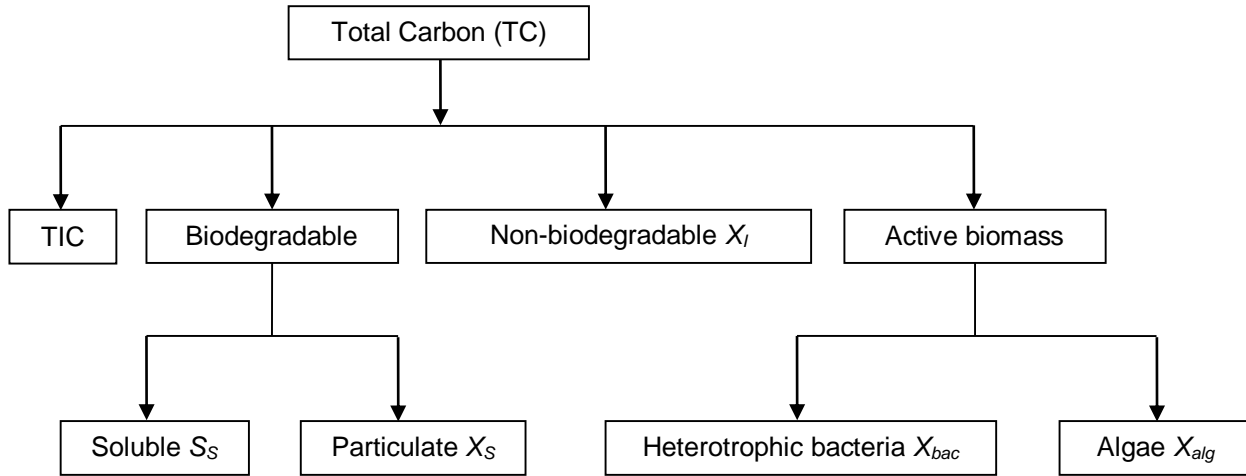 Total Carbon (TC)
TIC
Biodegradable
Non-biodegradable X_I
Active biomass
Soluble S_S
Particulate X_S
Heterotrophic bacteria X_bac
Algae X_alg